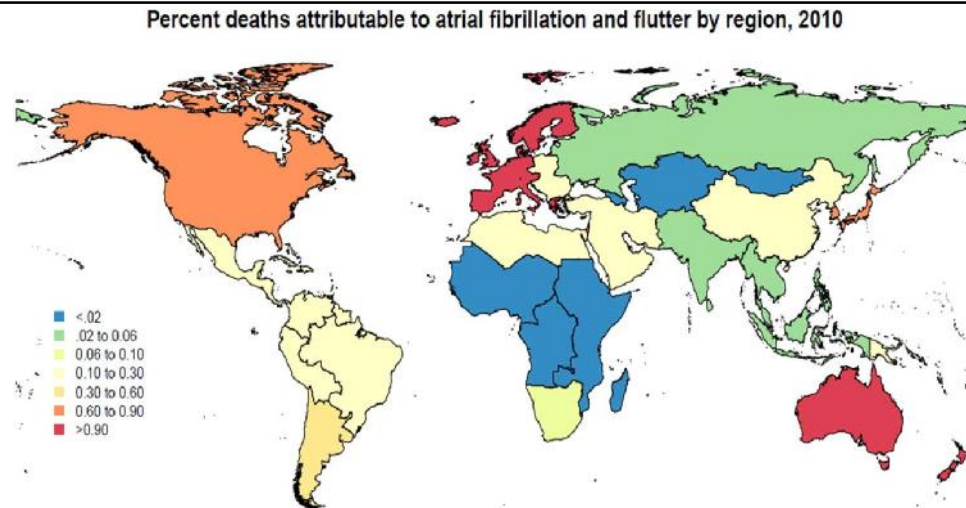 Percent deaths attributable to atrial fibrillation and flutter by region, 2010
<.02
.02 to 0.06
0.06 to 0.10
0.10 to 0.30
0.30 to 0.60
0.60 to 0.90
>0.90